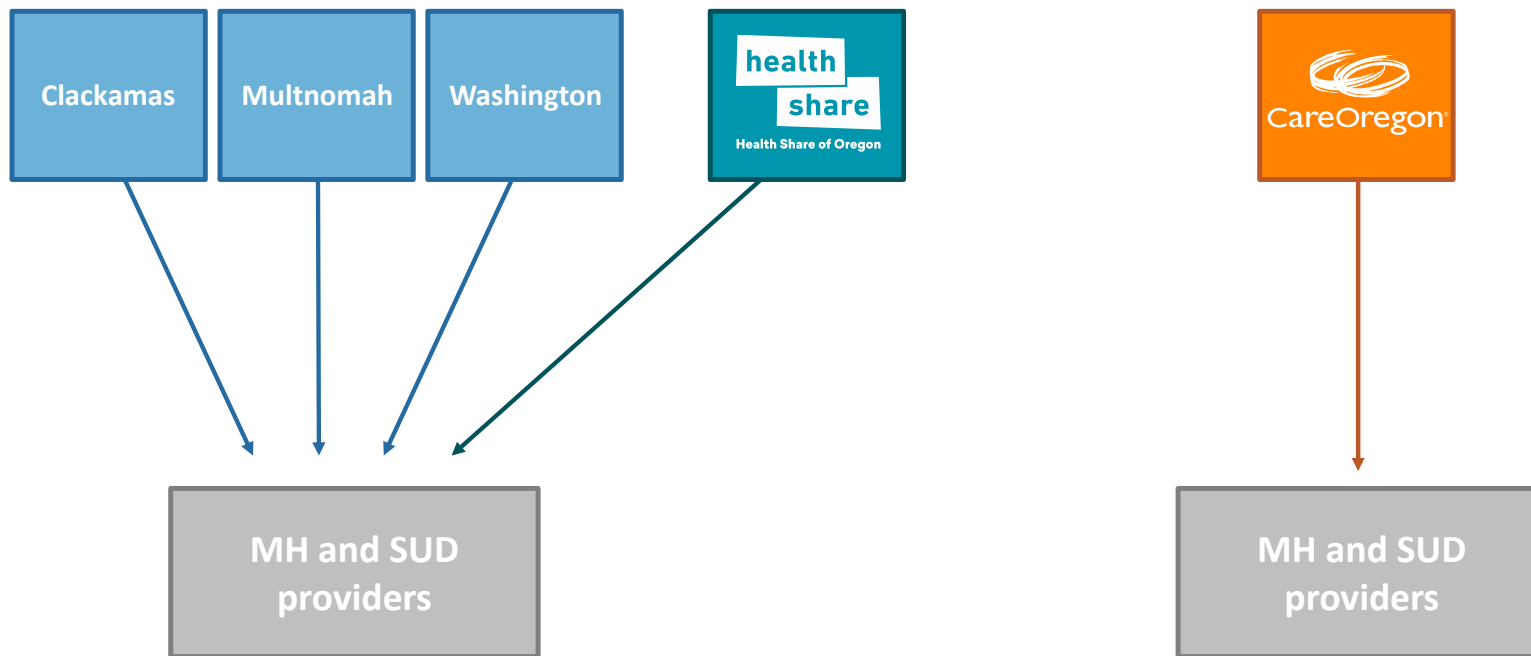 Clackamas
Multnomah
Washington
health
share
Health Share of Oregon
CareOregon®
MH and SUD
providers
MH and SUD
providers